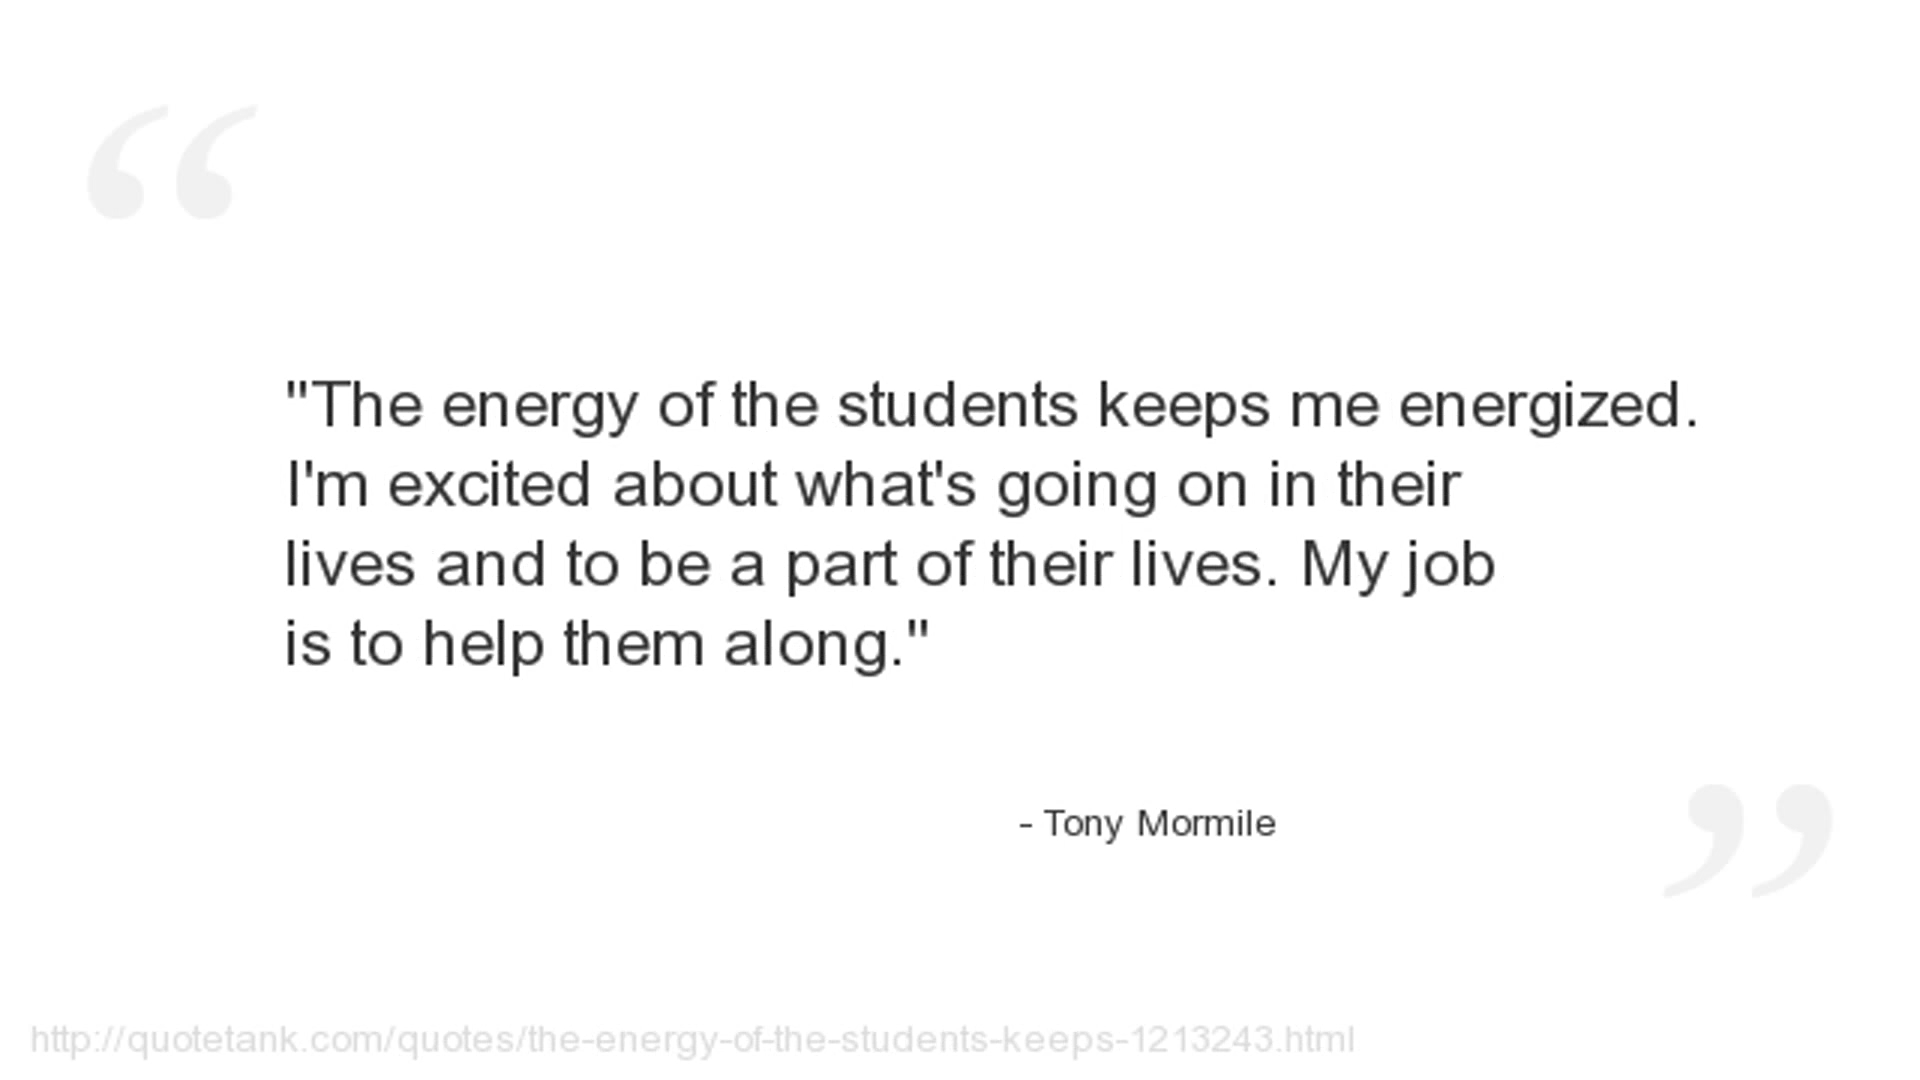 "The energy of the students keeps me energized.
I'm excited about what's going on in their
lives and to be a part of their lives. My job
is to help them along."
- Tony Mormile
http://quotetank.com/quotes/the-energy-of-the-students-keeps-1213243.html